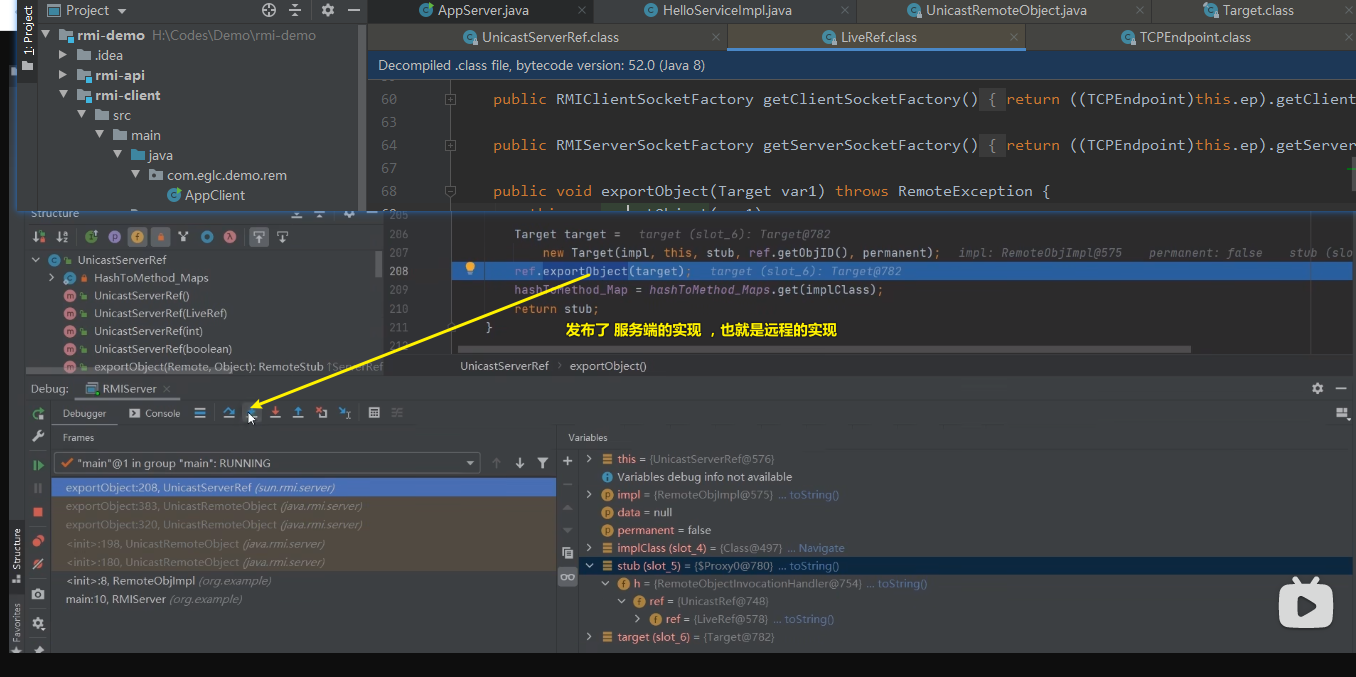 1: Project
Project
AppServer.java
HelloServiceImpl.java
UnicastRemoteObject.java
Target.class
UnicastServerRef.class
LiveRef.class
TCPEndpoint.class
Decompiled .class file, bytecode version: 52.0 (Java 8)
rmi-demo H:\Codes\Demo\rmi-demo
.idea
rmi-api
rmi-client
src
main
java
com.eglc.demo.rem
AppClient
60 public RMIClientSocketFactory getClientSocketFactory() { return ((TCPEndpoint)this.ep).getClient
63
64 public RMIServerSocketFactory getServerSocketFactory() { return ((TCPEndpoint)this.ep).getServer
67
68 public void exportObject(Target var1) throws RemoteException {
Structure
UnicastServerRef
HashToMethod_Maps
UnicastServerRef()
UnicastServerRef(LiveRef)
UnicastServerRef(int)
UnicastServerRef(boolean)
exportObject(Remote, Object): RemoteStub ↑ServerRef
205
206 Target target = target (slot_6): Target@782
207 new Target(impl, this, stub, ref.getObjID(), permanent); impl: RemoteObjImpl@575 permanent: false stub (slo
208 ref.exportObject(target); target (slot_6): Target@782
209 hashToMethod_Map = hashToMethod_Maps.get(implClass);
210 return stub;
211 }
212
发布了 服务端的实现 ，也就是远程的实现
UnicastServerRef › exportObject()
Debug: RMIServer
Debugger Console
Frames
"main"@1 in group "main": RUNNING
exportObject:208, UnicastServerRef (sun.rmi.server)
exportObject:383, UnicastRemoteObject (java.rmi.server)
exportObject:320, UnicastRemoteObject (java.rmi.server)
<init>:198, UnicastRemoteObject (java.rmi.server)
<init>:180, UnicastRemoteObject (java.rmi.server)
<init>:8, RemoteObjImpl (org.example)
main:10, RMIServer (org.example)
Variables
this = {UnicastServerRef@576}
Variables debug info not available
impl = {RemoteObjImpl@575} ... toString()
data = null
permanent = false
implClass (slot_4) = {Class@497} ... Navigate
stub (slot_5) = {$Proxy0@780} ... toString()
h = {RemoteObjectInvocationHandler@754} ... toString()
ref = {UnicastRef@748}
ref = {LiveRef@578} ... toString()
target (slot_6) = {Target@782}
Structure
Favorites